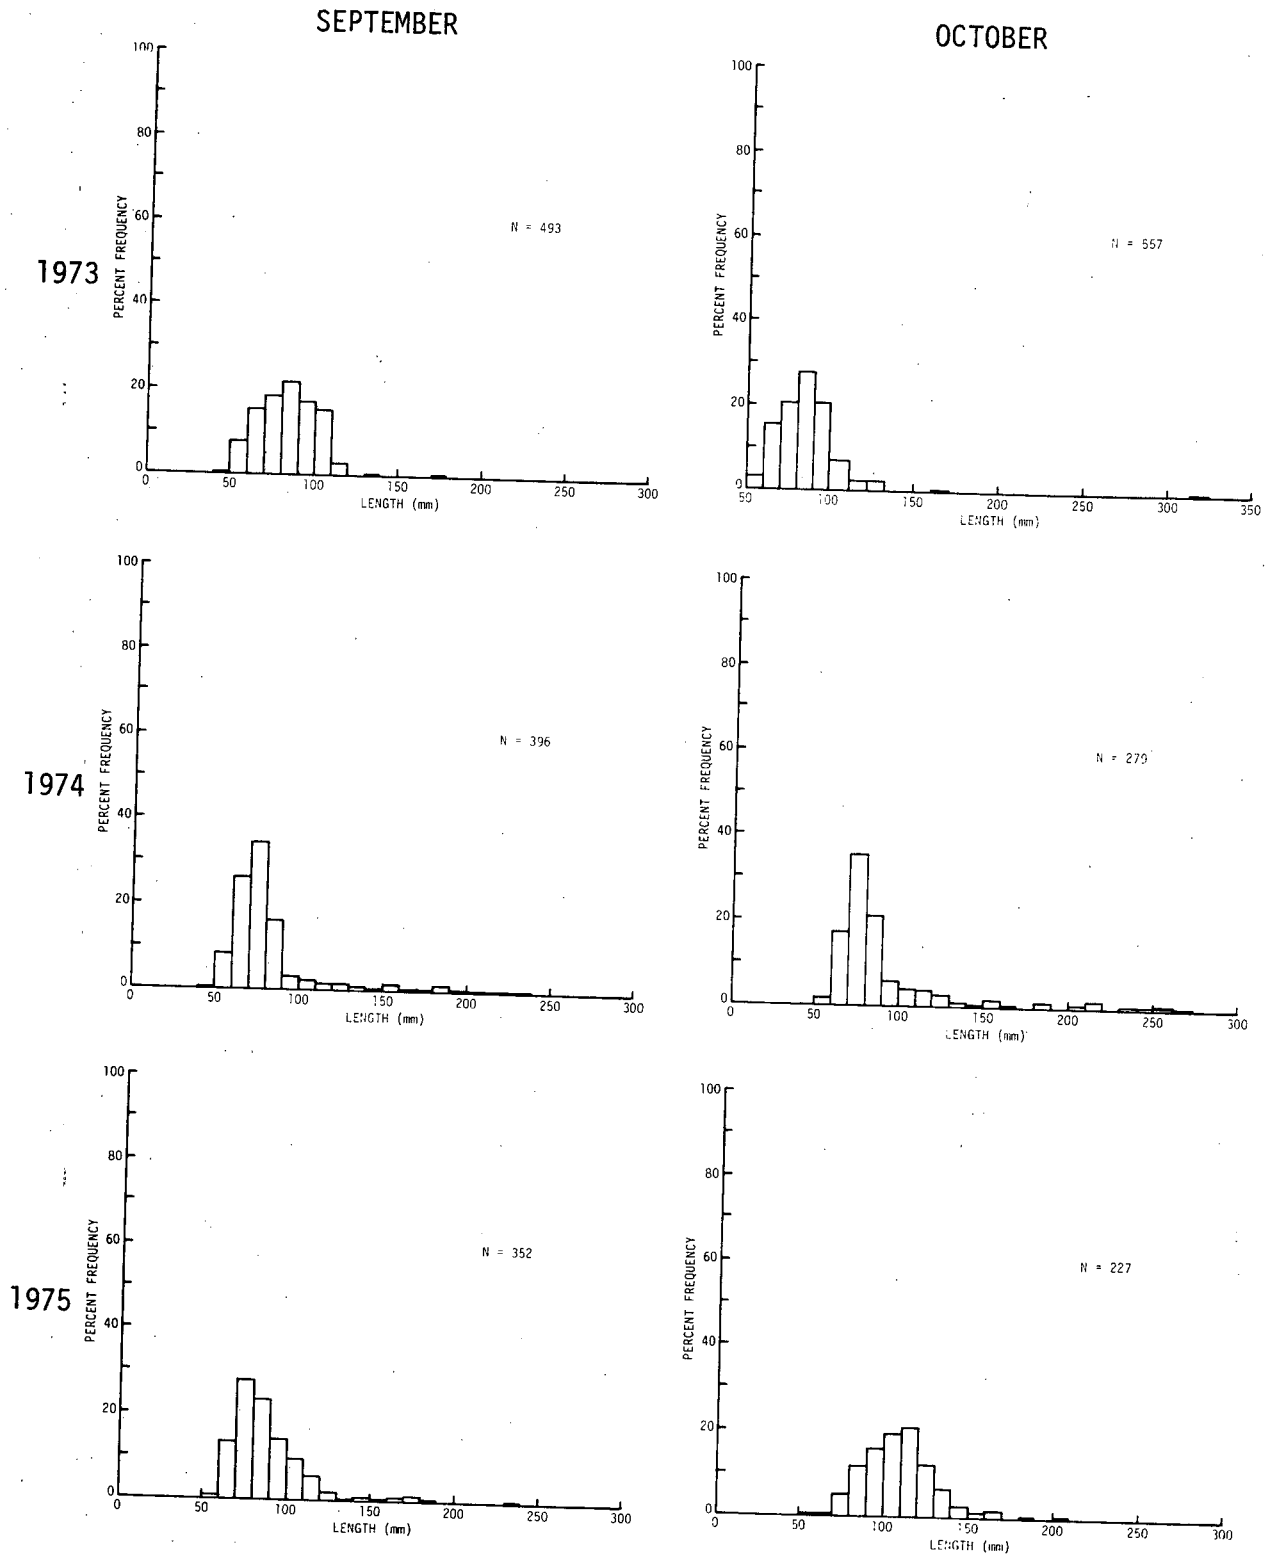 SEPTEMBER
OCTOBER
1973
PERCENT FREQUENCY
100
80
60
40
20
0
N = 493
0 50 100 150 200 250 300
LENGTH (mm)
PERCENT FREQUENCY
100
80
60
40
20
0
N = 557
50 100 150 200 250 300 350
LENGTH (mm)
1974
PERCENT FREQUENCY
100
80
60
40
20
0
N = 396
0 50 100 150 200 250 300
LENGTH (mm)
PERCENT FREQUENCY
100
80
60
40
20
0
N = 279
0 50 100 150 200 250 300
LENGTH (mm)
1975
PERCENT FREQUENCY
100
80
60
40
20
0
N = 352
0 50 100 150 200 250 300
LENGTH (mm)
PERCENT FREQUENCY
100
80
60
40
20
0
N = 227
0 50 100 150 200 250 300
LENGTH (mm)